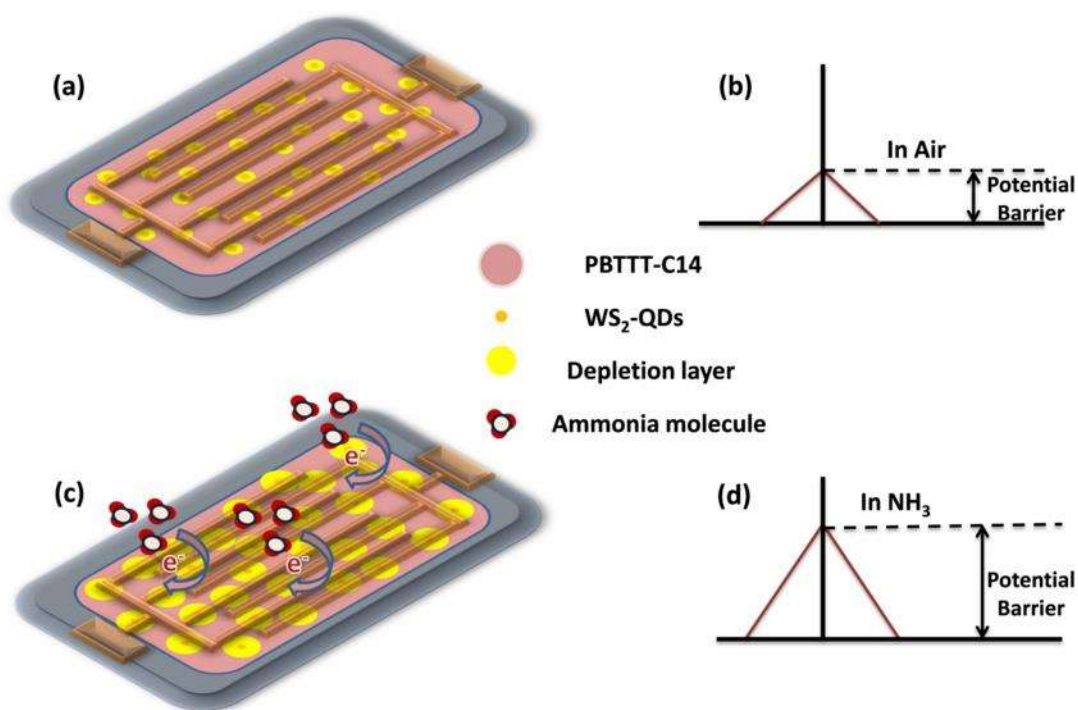 (a)
(b)
In Air
Potential
Barrier
PBTTT-C14
WS₂-QDs
Depletion layer
Ammonia molecule
(c)
e⁻
e⁻
e⁻
(d)
In NH₃
Potential
Barrier